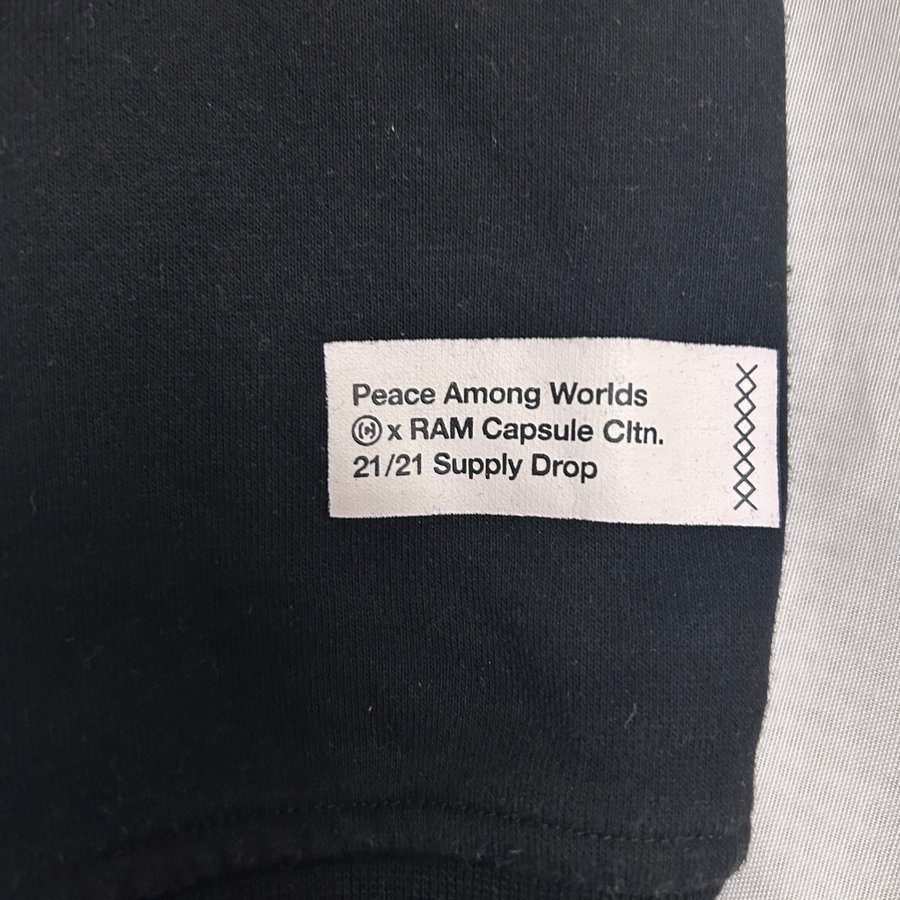 Peace Among Worlds
© x RAM Capsule Cltn.
21/21 Supply Drop